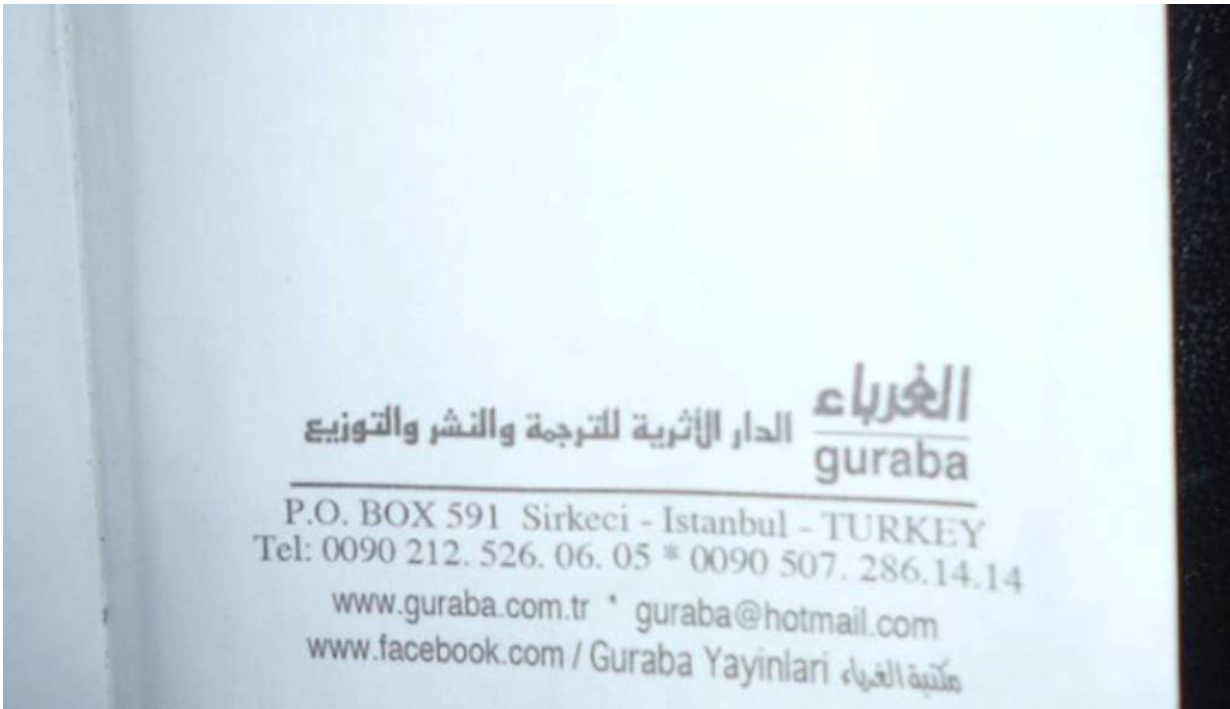 الغرباء
guraba
الدار الأثرية للترجمة والنشر والتوزيع
P.O. BOX 591 Sirkeci - Istanbul - TURKEY
Tel: 0090 212. 526. 06. 05 * 0090 507. 286.14.14
www.guraba.com.tr * guraba@hotmail.com
www.facebook.com / Guraba Yayinlari مكتبة الغرباء